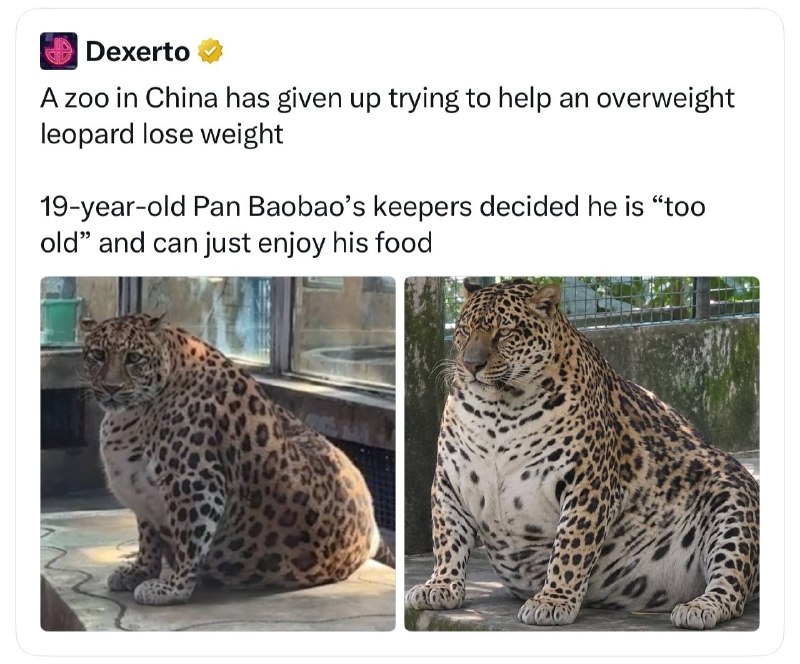 Dexerto
A zoo in China has given up trying to help an overweight
leopard lose weight
19-year-old Pan Baobao’s keepers decided he is “too
old” and can just enjoy his food